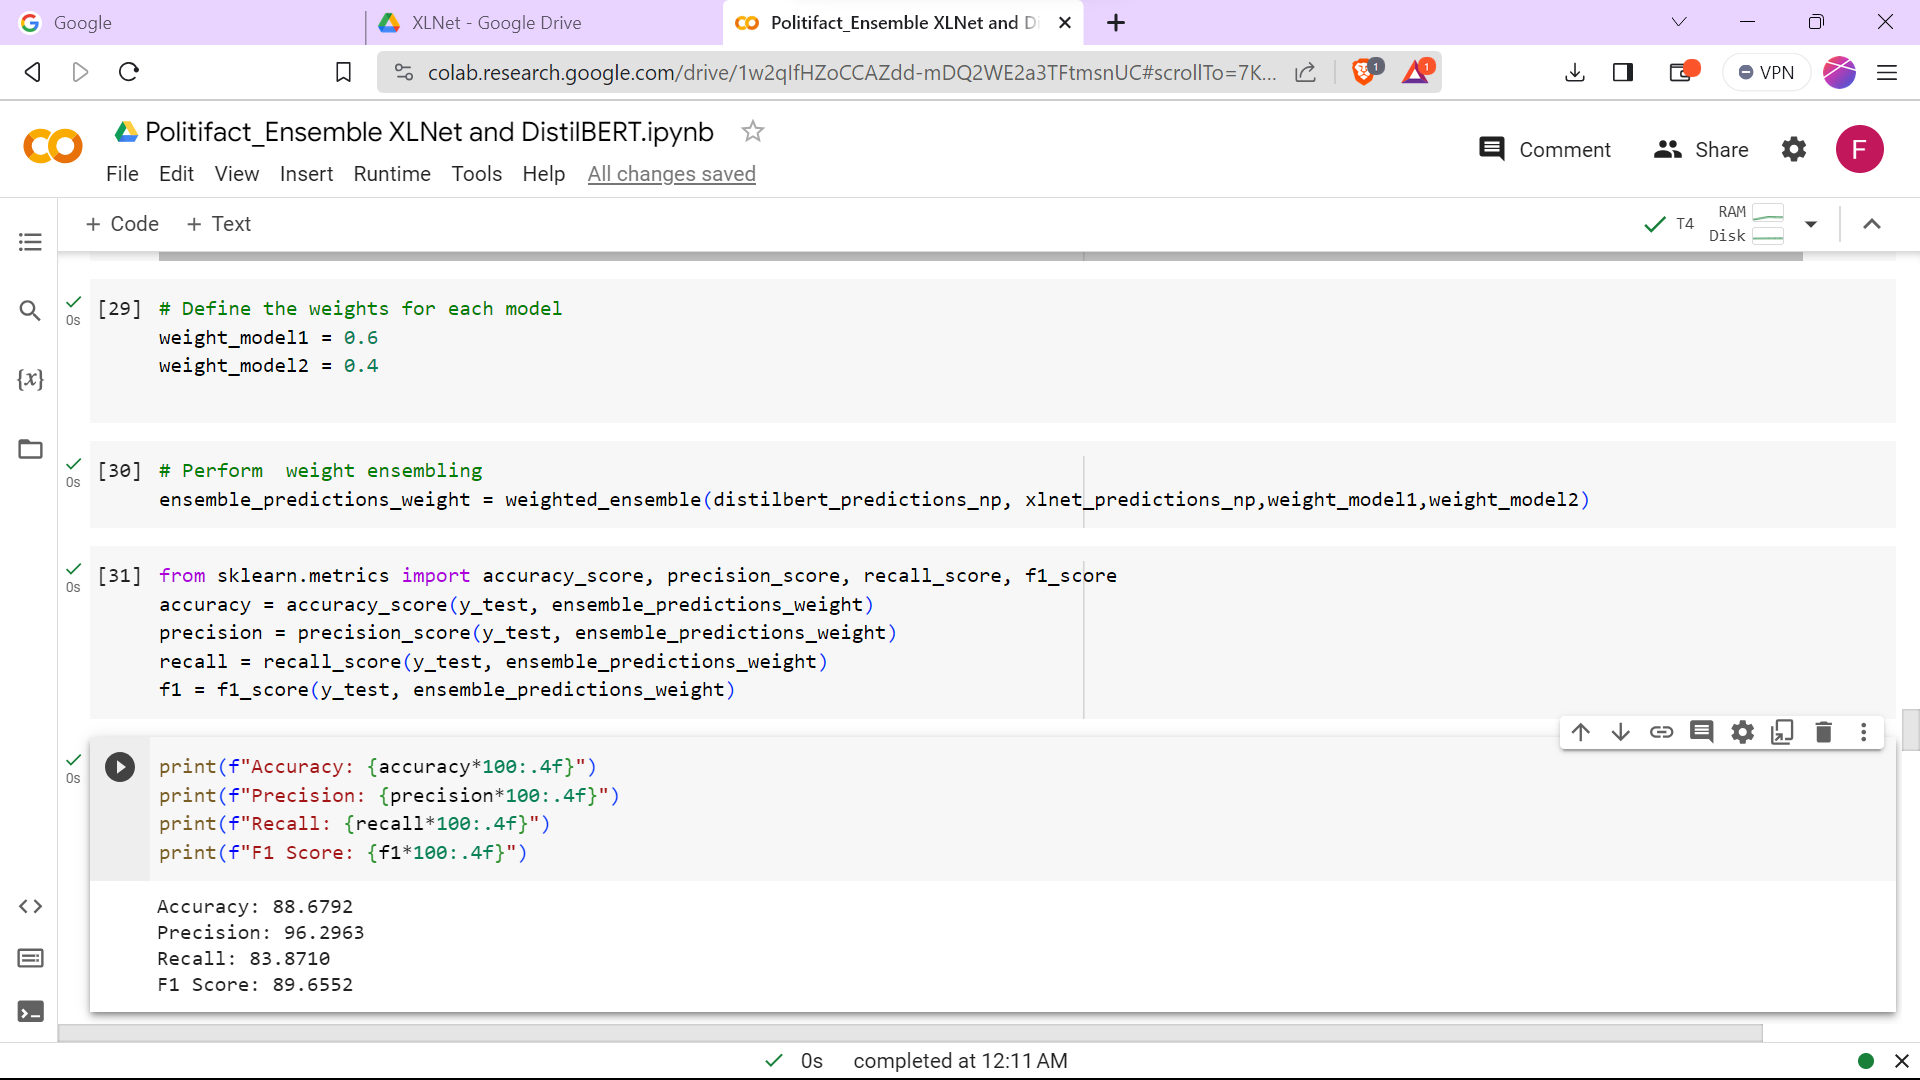 Google
XLNet - Google Drive
Politifact_Ensemble XLNet and Di
colab.research.google.com/drive/1w2qIfHZoCCAZdd-mDQ2WE2a3TFtmsnUC#scrollTo=7K...
1
1
VPN
Politifact_Ensemble XLNet and DistilBERT.ipynb
File Edit View Insert Runtime Tools Help All changes saved
Comment
Share
F
+ Code + Text
T4
RAM
Disk
[29] # Define the weights for each model
0s
weight_model1 = 0.6
weight_model2 = 0.4
{x}
[30] # Perform  weight ensembling
0s
ensemble_predictions_weight = weighted_ensemble(distilbert_predictions_np, xlnet_predictions_np,weight_model1,weight_model2)
[31] from sklearn.metrics import accuracy_score, precision_score, recall_score, f1_score
0s
accuracy = accuracy_score(y_test, ensemble_predictions_weight)
precision = precision_score(y_test, ensemble_predictions_weight)
recall = recall_score(y_test, ensemble_predictions_weight)
f1 = f1_score(y_test, ensemble_predictions_weight)
0s
print(f"Accuracy: {accuracy*100:.4f}")
print(f"Precision: {precision*100:.4f}")
print(f"Recall: {recall*100:.4f}")
print(f"F1 Score: {f1*100:.4f}")
Accuracy: 88.6792
Precision: 96.2963
Recall: 83.8710
F1 Score: 89.6552
0s completed at 12:11 AM